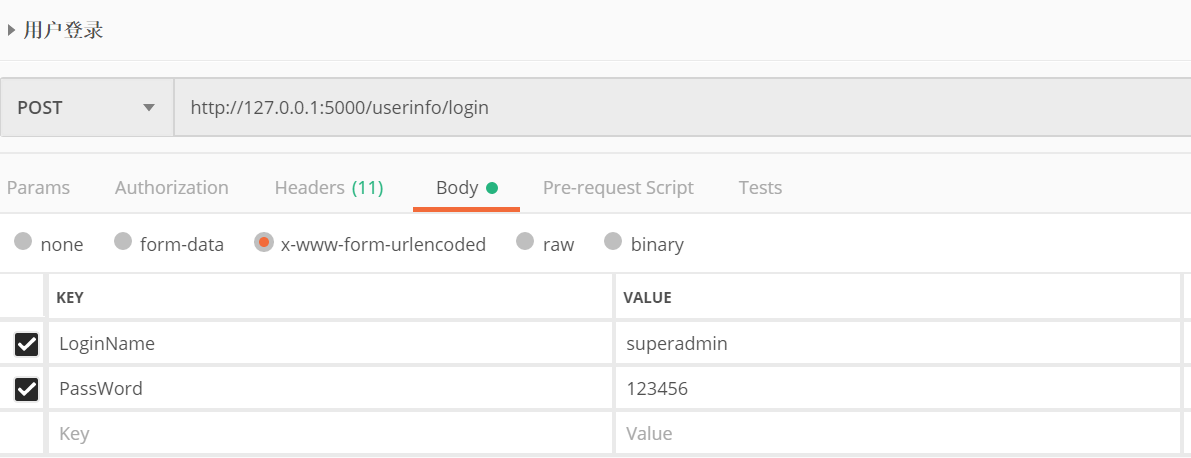 用户登录
POST http://127.0.0.1:5000/userinfo/login
Params Authorization Headers (11) Body Pre-request Script Tests
none form-data x-www-form-urlencoded raw binary
KEY VALUE
LoginName superadmin
PassWord 123456
Key Value